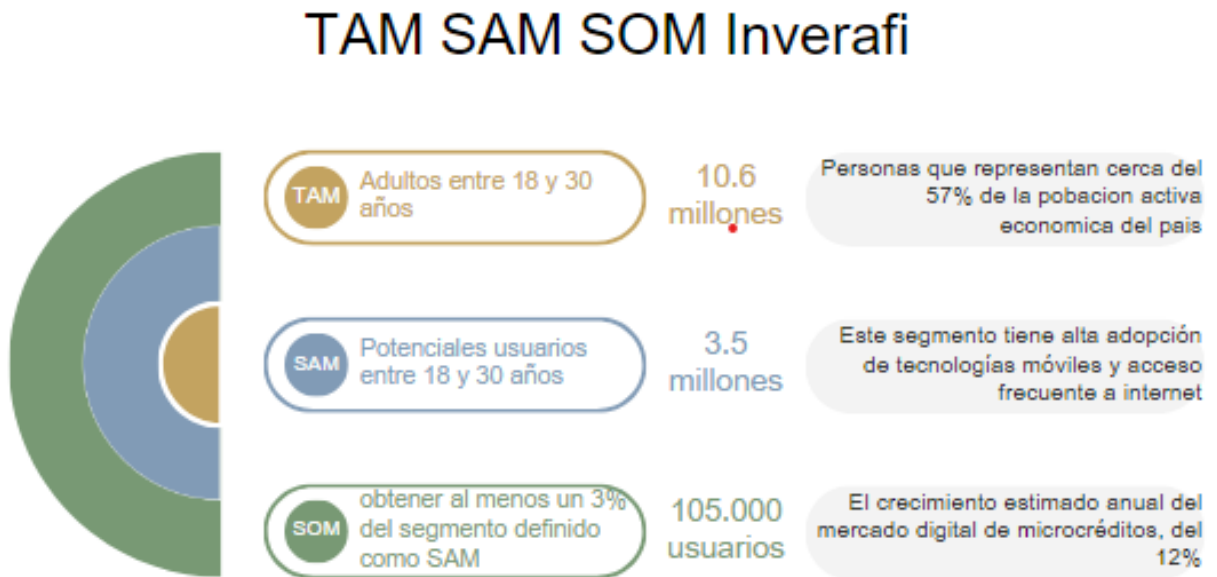 TAM SAM SOM Inverafi
TAM
Adultos entre 18 y 30
años
10.6
millones
Personas que representan cerca del
57% de la pobacion activa
economica del pais
SAM
Potenciales usuarios
entre 18 y 30 años
3.5
millones
Este segmento tiene alta adopción
de tecnologías móviles y acceso
frecuente a internet
SOM
obtener al menos un 3%
del segmento definido
como SAM
105.000
usuarios
El crecimiento estimado anual del
mercado digital de microcréditos, del
12%